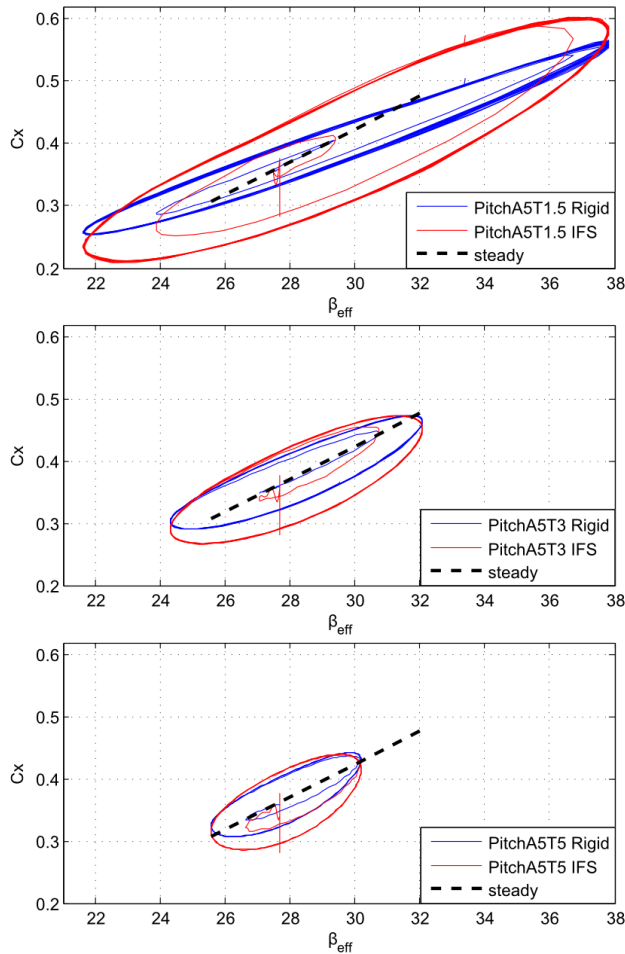 0.6
0.5
0.4
0.3
0.2
Cx
22 24 26 28 30 32 34 36 38
β_eff
PitchA5T1.5 Rigid
PitchA5T1.5 IFS
steady
0.6
0.5
0.4
0.3
0.2
Cx
22 24 26 28 30 32 34 36 38
β_eff
PitchA5T3 Rigid
PitchA5T3 IFS
steady
0.6
0.5
0.4
0.3
0.2
Cx
22 24 26 28 30 32 34 36 38
β_eff
PitchA5T5 Rigid
PitchA5T5 IFS
steady